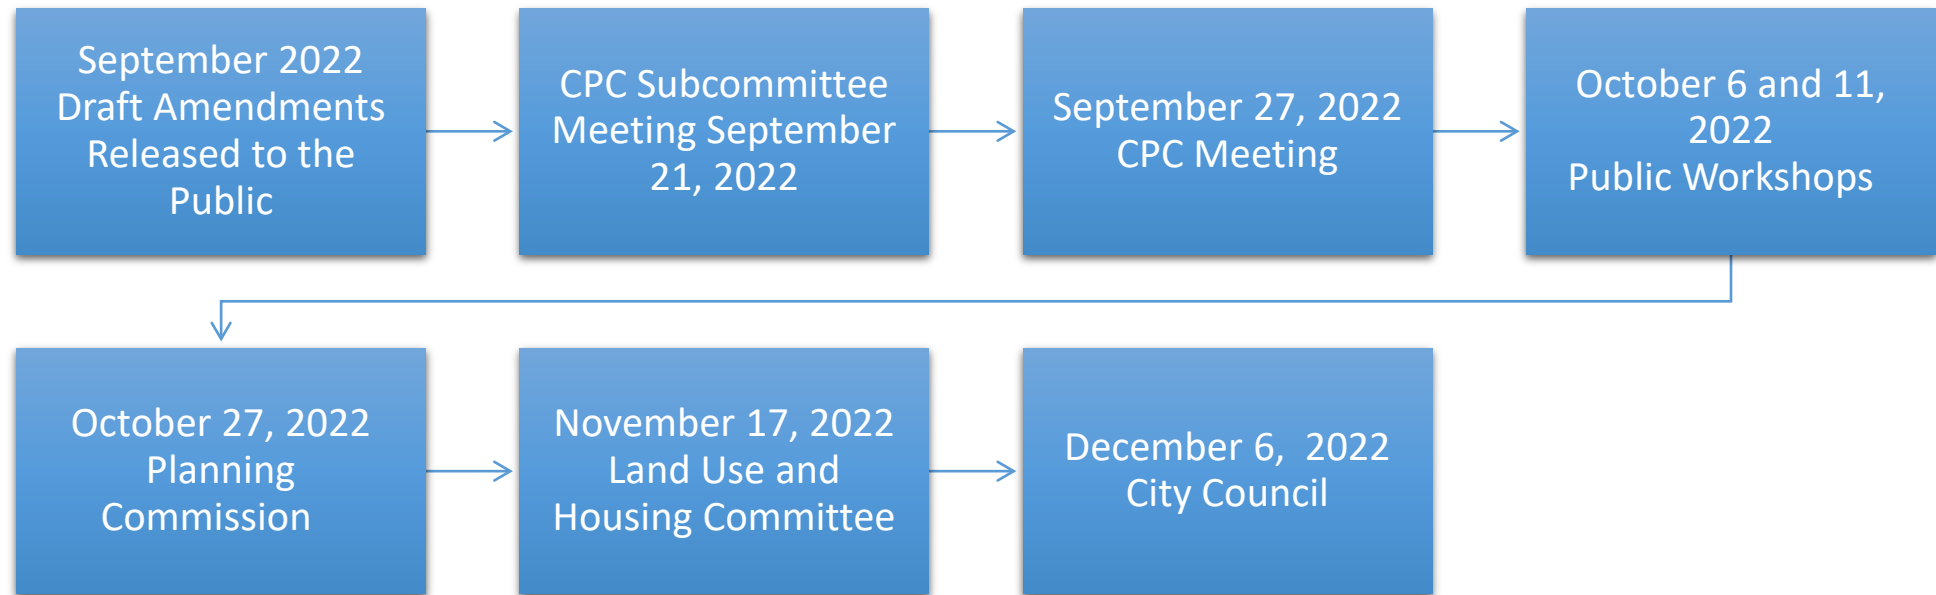 September 2022
Draft Amendments
Released to the
Public
CPC Subcommittee
Meeting September
21, 2022
September 27, 2022
CPC Meeting
October 6 and 11,
2022
Public Workshops
October 27, 2022
Planning
Commission
November 17, 2022
Land Use and
Housing Committee
December 6,  2022
City Council